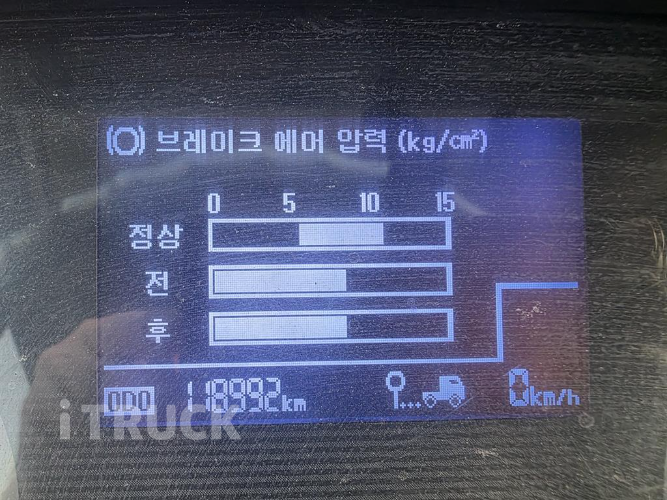 브레이크 에어 압력 (kg/cm²)
0 5 10 15
정상
전
후
ODO 118992km 0km/h
iTRUCK